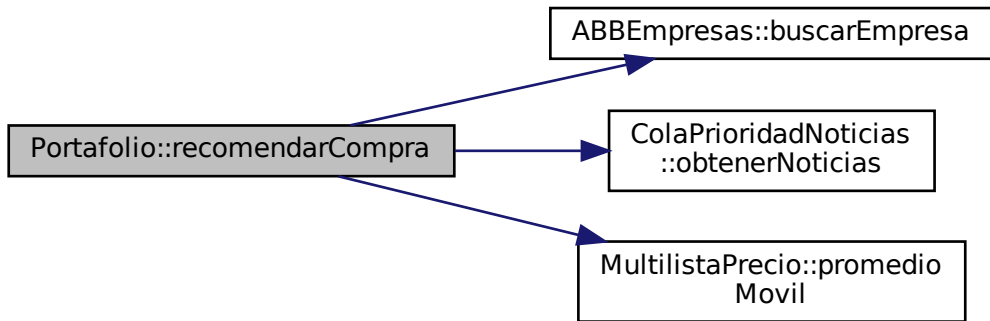 Portafolio::recomendarCompra
ABBEmpresas::buscarEmpresa
ColaPrioridadNoticias
::obtenerNoticias
MultilistaPrecio::promedio
Movil